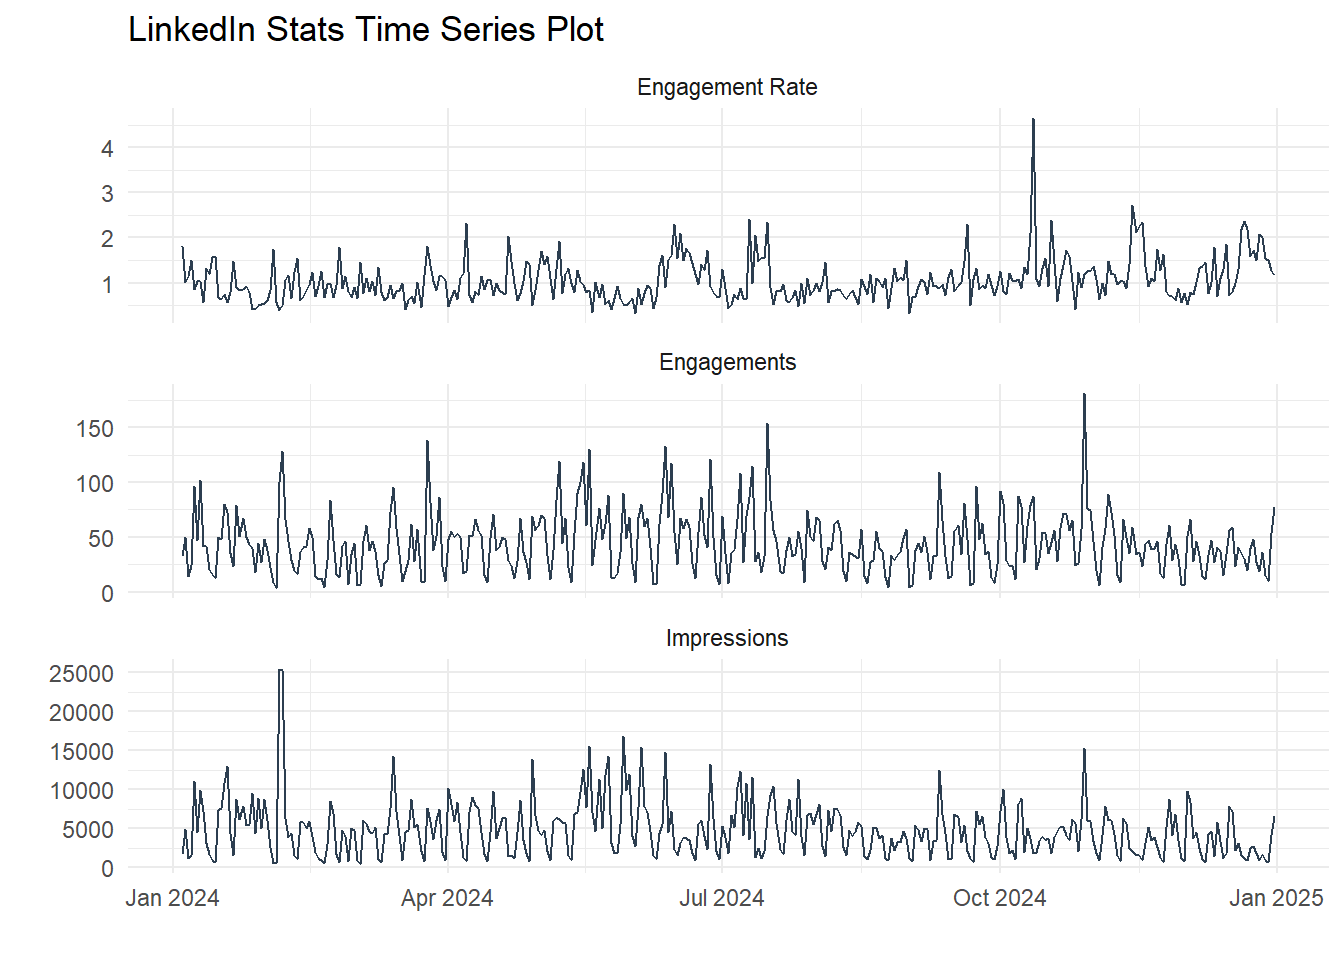 LinkedIn Stats Time Series Plot
Engagement Rate
4
3
2
1
Engagements
150
100
50
0
Impressions
25000
20000
15000
10000
5000
0
Jan 2024 Apr 2024 Jul 2024 Oct 2024 Jan 2025